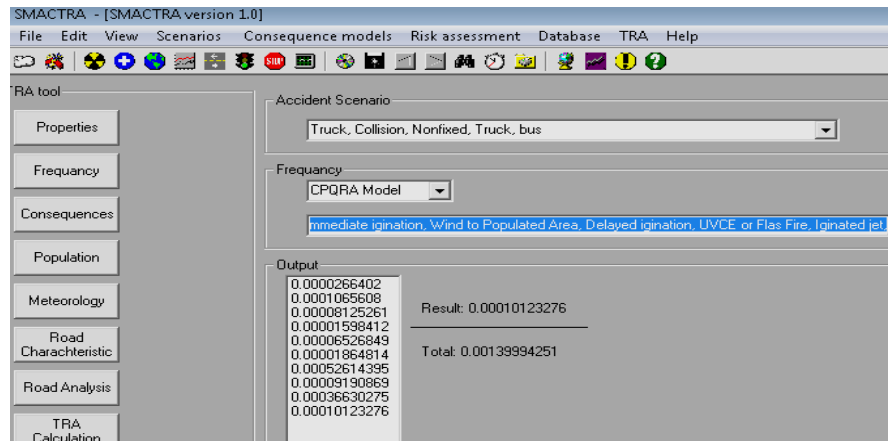 SMACTRA - [SMACTRA version 1.0]
File Edit View Scenarios Consequence models Risk assessment Database TRA Help
RA tool
Properties
Frequency
Consequences
Population
Meteorology
Road
Charachteristic
Road Analysis
TRA
Calculation
Accident Scenario
Truck, Collision, Nonfixed, Truck, bus
Frequency
CPQRA Model
mmediate igination, Wind to Populated Area, Delayed igination, UVCE or Flas Fire, Iginated jet,
Output
0.0000266402
0.0001065608
0.00008125261
0.00001598412
0.00006526849
0.00001864814
0.00052614395
0.00009190869
0.00036630275
0.00010123276
Result: 0.00010123276
Total: 0.00139994251